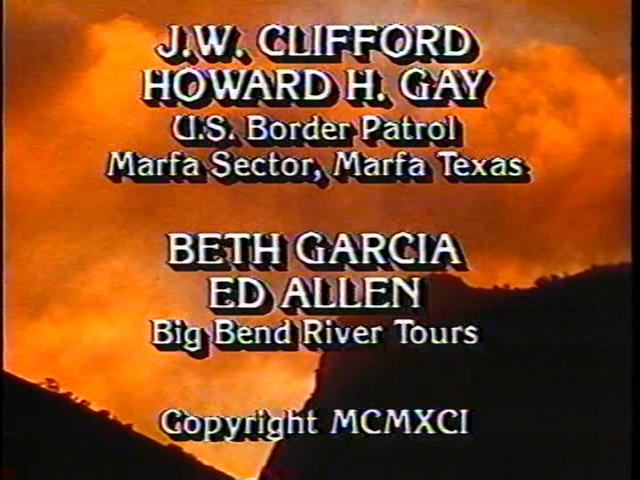 J.W. CLIFFORD
HOWARD H. GAY
U.S. Border Patrol
Marfa Sector, Marfa Texas
BETH GARCIA
ED ALLEN
Big Bend River Tours
Copyright MCMXCI